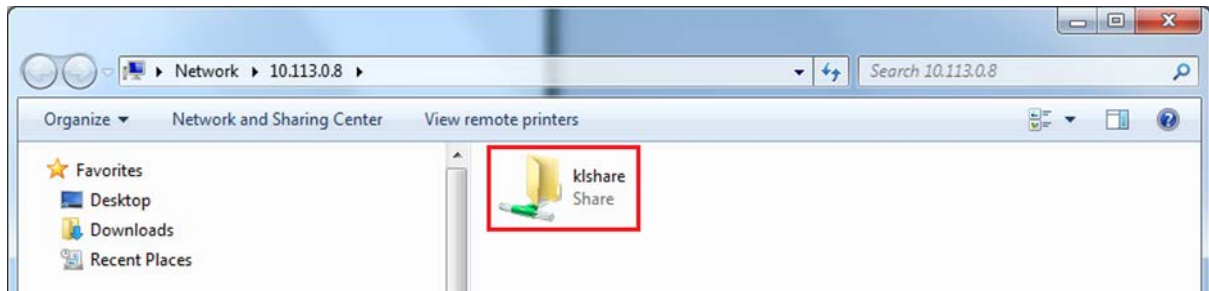 Network 10.113.0.8
Search 10.113.0.8
Organize Network and Sharing Center View remote printers
Favorites
Desktop
Downloads
Recent Places
klshare
Share